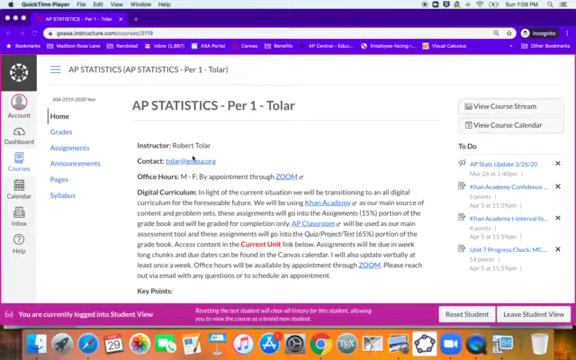 QuickTime Player File Edit View Window Help Sun 1:08 PM
AP STATISTICS - Per 1 - Tolar
goasa.instructure.com/courses/3119 Incognito
Bookmarks Madison Rose Lane Randstad Inbox ASA Portal Canvas Benefits AP Central - Edu... Employee-facing r... Visual Calculus Other Bookmarks
AP STATISTICS (AP STATISTICS - Per 1 - Tolar)
Account
Dashboard
Courses
Calendar
Inbox
Help
ASA 2019-2020 Year
Home
Grades
Assignments
Announcements
Pages
Syllabus
AP STATISTICS - Per 1 - Tolar
Instructor: Robert Tolar
Contact: tolar@goasa.org
Office Hours: M - F; By appointment through ZOOM
Digital Curriculum: In light of the current situation we will be transitioning to an all digital
curriculum for the foreseeable future. We will be using Khan Academy as our main source
of content and problem sets, these assignments will go into the Assignments (15%) portion of the
grade book and will be graded for completion only. AP Classroom will be used as our main
assessment tool and these assignments will go into the Quiz/Project/Test (65%) portion of the
grade book. Access content in the Current Unit link below. Assignments will be due in week
long chunks and due dates can be found in the Canvas calendar. I will also update verbally at
least once a week. Office hours will be available by appointment through ZOOM. Please reach
out via email with any questions or to schedule an appointment.
Key Points:
View Course Stream
View Course Calendar
To Do
AP Stats Update 3/26/20
Mar 26 at 1:40pm
Khan Academy Confidence ...
5 points
Apr 5 at 11:59pm
Khan Academy t-interval fo...
4 points
Apr 5 at 11:59pm
Unit 7 Progress Check: MC...
14 points
Apr 5 at 11:59pm
You are currently logged into Student View
Resetting the test student will clear all history for this student, allowing
you to view the course as a brand new student.
Reset Student
Leave Student View